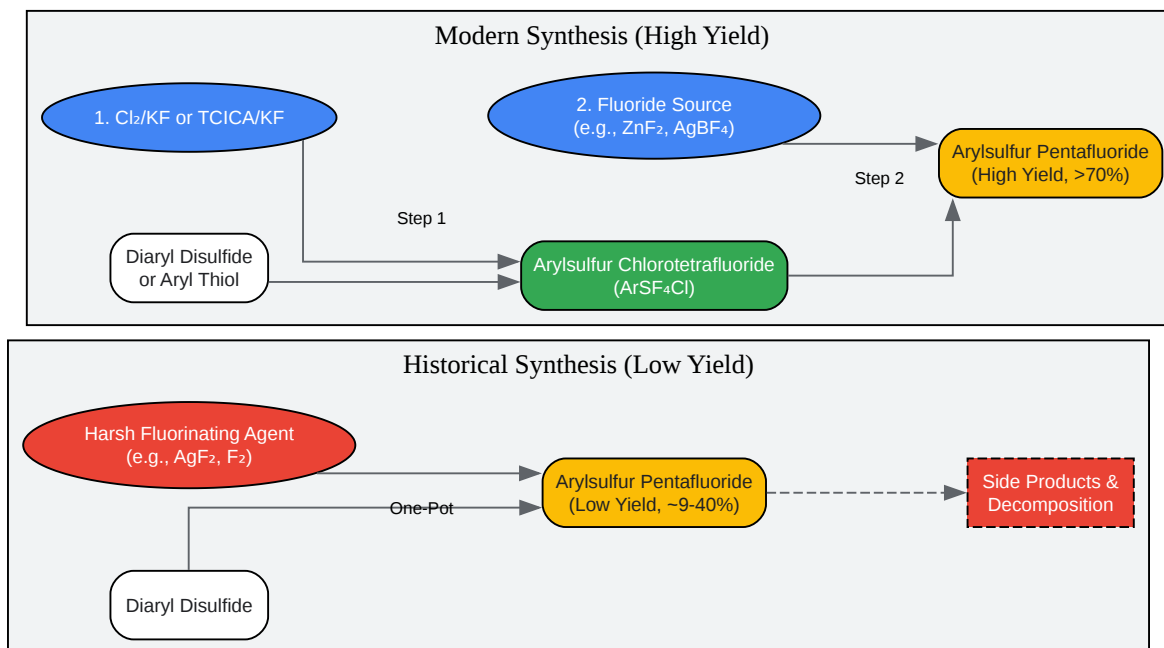 Modern Synthesis (High Yield)
1. Cl₂/KF or TCICA/KF
2. Fluoride Source
(e.g., ZnF₂, AgBF₄)
Arylsulfur Pentafluoride
(High Yield, >70%)
Step 2
Step 1
Diaryl Disulfide
or Aryl Thiol
Arylsulfur Chlorotetrafluoride
(ArSF₄Cl)
Historical Synthesis (Low Yield)
Harsh Fluorinating Agent
(e.g., AgF₂, F₂)
Arylsulfur Pentafluoride
(Low Yield, ~9-40%)
Side Products &
Decomposition
One-Pot
Diaryl Disulfide